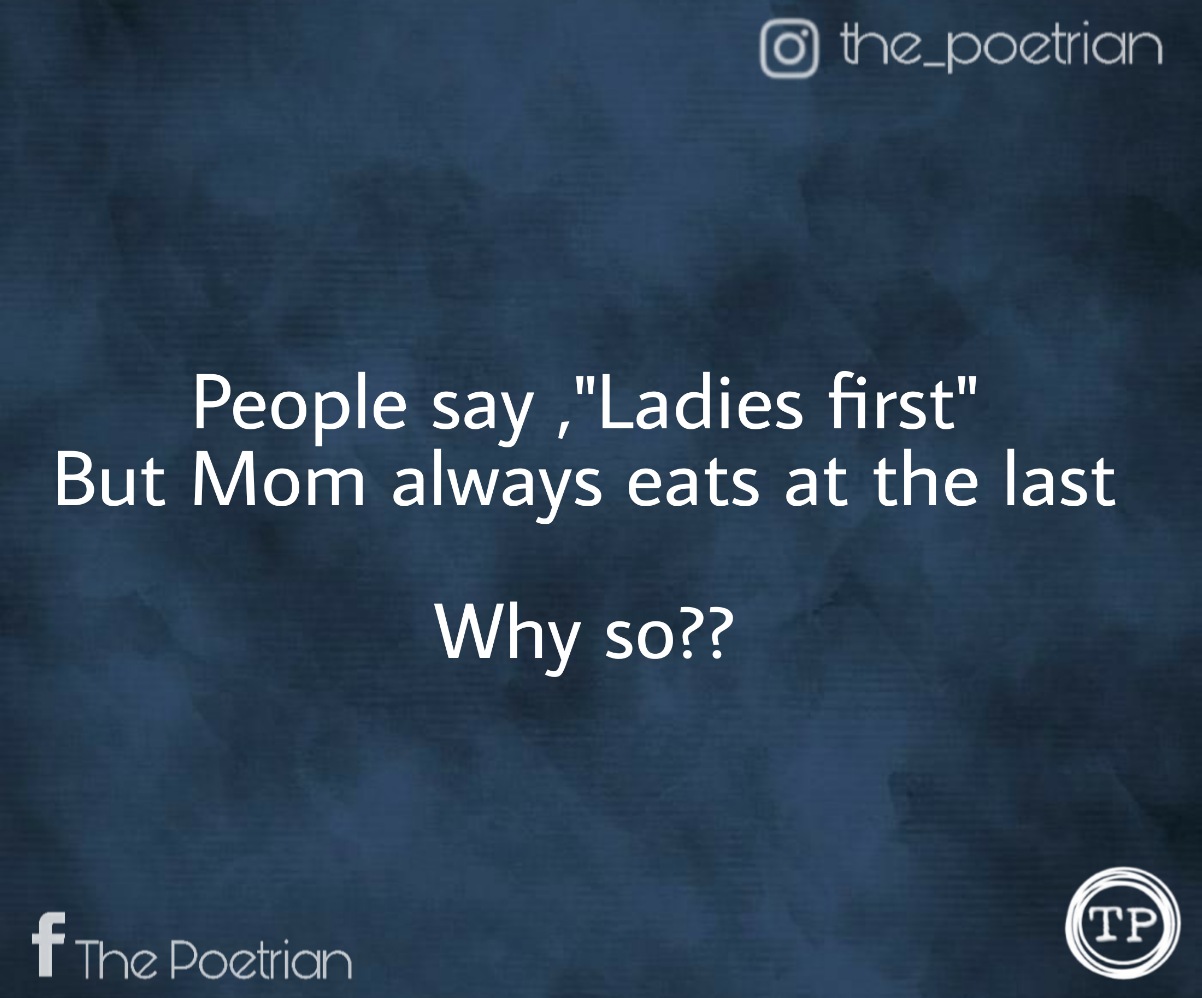 the_poetrian
People say ,"Ladies first"
But Mom always eats at the last
Why so??
f The Poetrian
TP